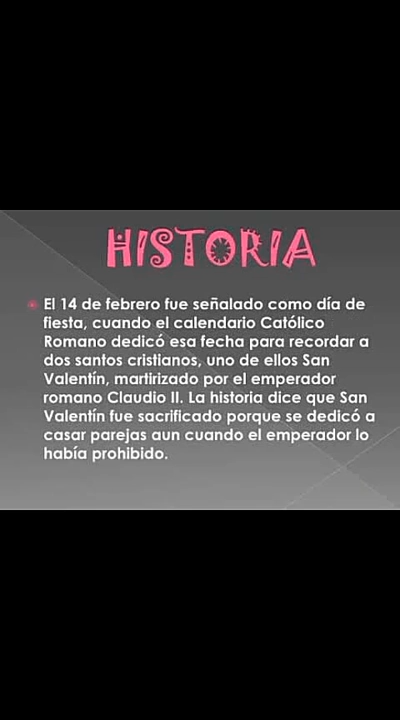 HISTORIA
El 14 de febrero fue señalado como día de
fiesta, cuando el calendario Católico
Romano dedicó esa fecha para recordar a
dos santos cristianos, uno de ellos San
Valentín, martirizado por el emperador
romano Claudio II. La historia dice que San
Valentín fue sacrificado porque se dedicó a
casar parejas aun cuando el emperador lo
había prohibido.